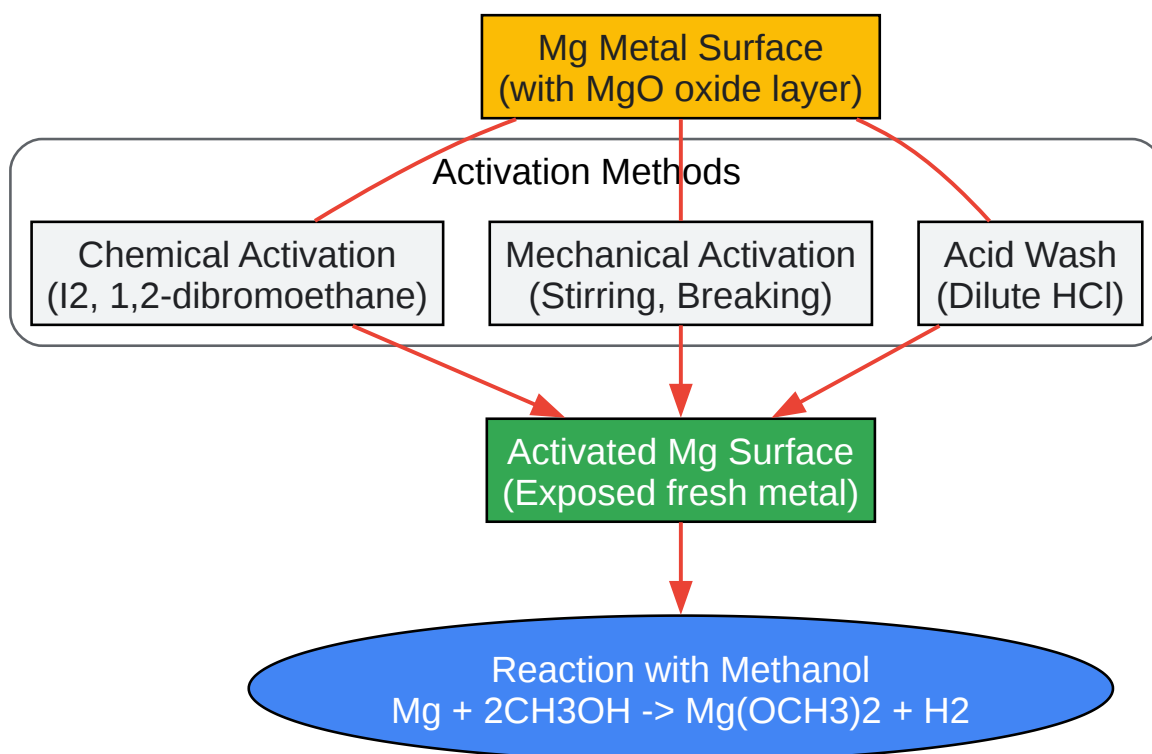 Mg Metal Surface
(with MgO oxide layer)
Activation Methods
Chemical Activation
(I2, 1,2-dibromoethane)
Mechanical Activation
(Stirring, Breaking)
Acid Wash
(Dilute HCl)
Activated Mg Surface
(Exposed fresh metal)
Reaction with Methanol
Mg + 2CH3OH -> Mg(OCH3)2 + H2